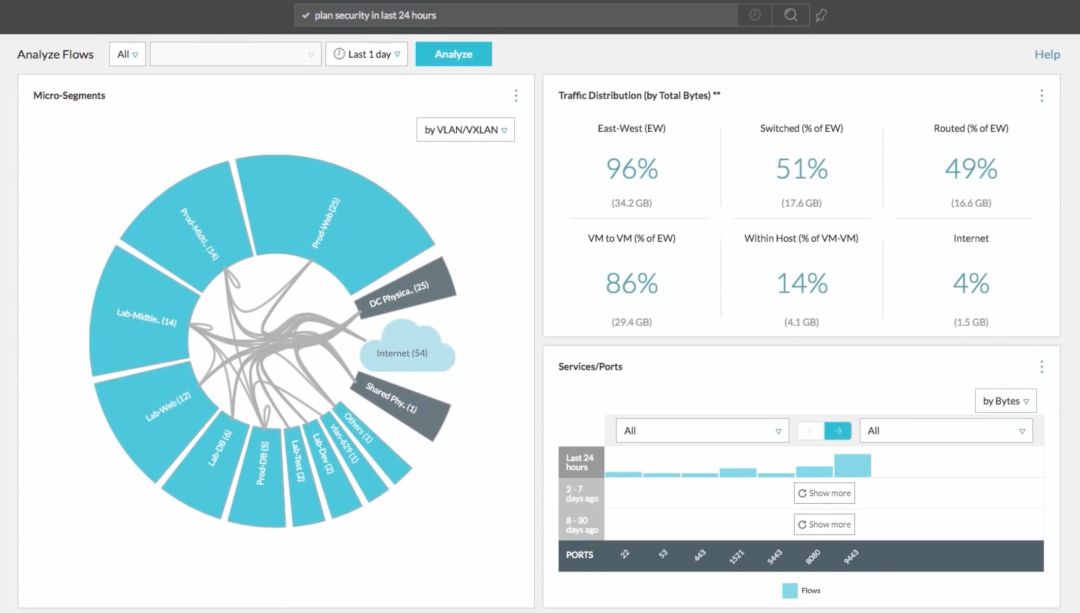 plan security in last 24 hours
Analyze Flows
All
Last 1 day
Analyze
Help
Micro-Segments
by VLAN/VXLAN
Prod-Web (25)
Prod-Midti.. (14)
Lab-Midtie.. (14)
Lab-Web (12)
Lab-DB (6)
Prod-DB (5)
Lab-Test (2)
Lab-Dev (2)
vlan-629 (1)
Others (1)
Shared Phy.. (1)
Internet (54)
DC Physica.. (25)
Traffic Distribution (by Total Bytes) **
East-West (EW)
96%
(34.2 GB)
Switched (% of EW)
51%
(17.6 GB)
Routed (% of EW)
49%
(16.6 GB)
VM to VM (% of EW)
86%
(29.4 GB)
Within Host (% of VM-VM)
14%
(4.1 GB)
Internet
4%
(1.5 GB)
Services/Ports
by Bytes
All
All
Last 24
hours
2 - 7
days ago
Show more
8 - 30
days ago
Show more
PORTS
22
53
443
1521
5443
8080
9443
Flows